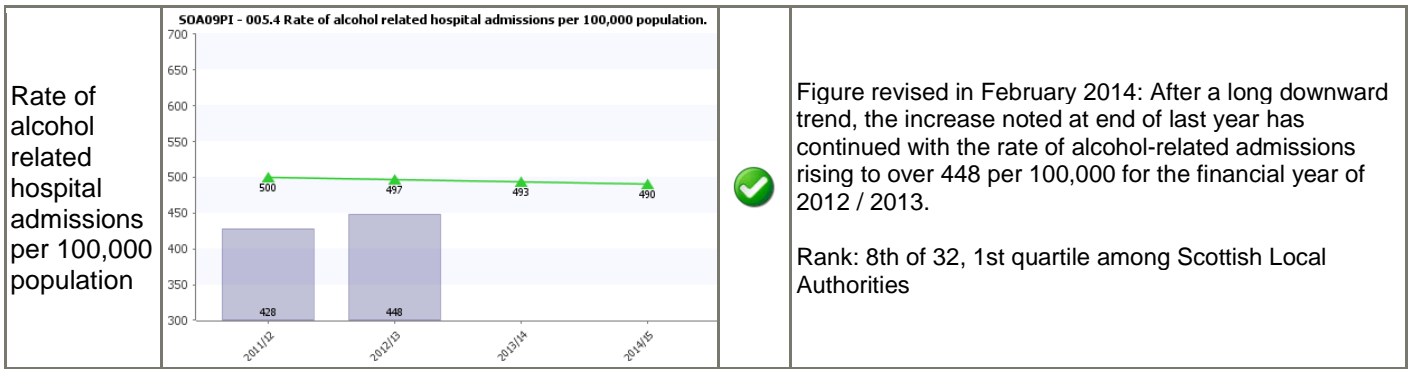 Rate of
alcohol
related
hospital
admissions
per 100,000
population
SOA09PI - 005.4 Rate of alcohol related hospital admissions per 100,000 population.
700
650
600
550
500
450
400
350
300
500
497
493
490
428
448
2011/12
2012/13
2013/14
2014/15
Figure revised in February 2014: After a long downward
trend, the increase noted at end of last year has
continued with the rate of alcohol-related admissions
rising to over 448 per 100,000 for the financial year of
2012 / 2013.
Rank: 8th of 32, 1st quartile among Scottish Local
Authorities